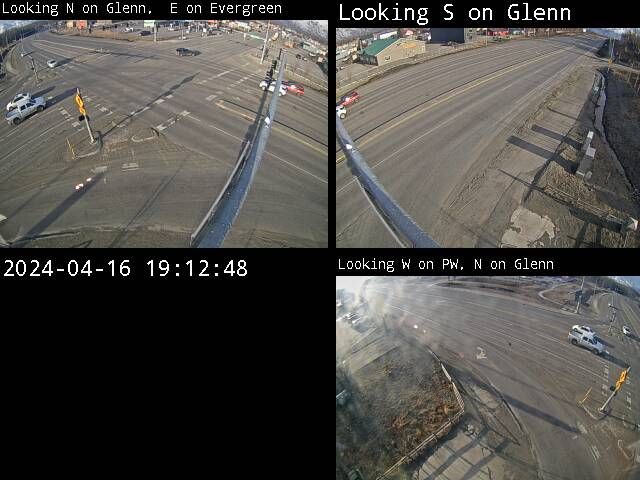 Looking N on Glenn, E on Evergreen
Looking S on Glenn
2024-04-16 19:12:48
Looking W on PW, N on Glenn